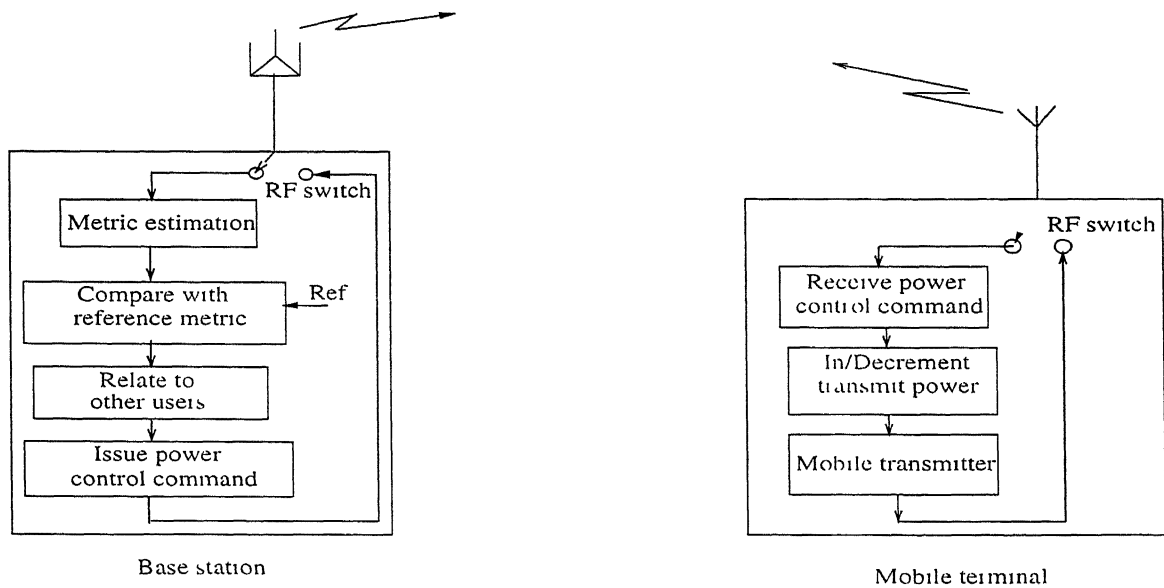 RF switch
Metric estimation
Compare with
reference metric
Ref
Relate to
other users
Issue power
control command
Base station
RF switch
Receive power
control command
In/Decrement
transmit power
Mobile transmitter
Mobile terminal